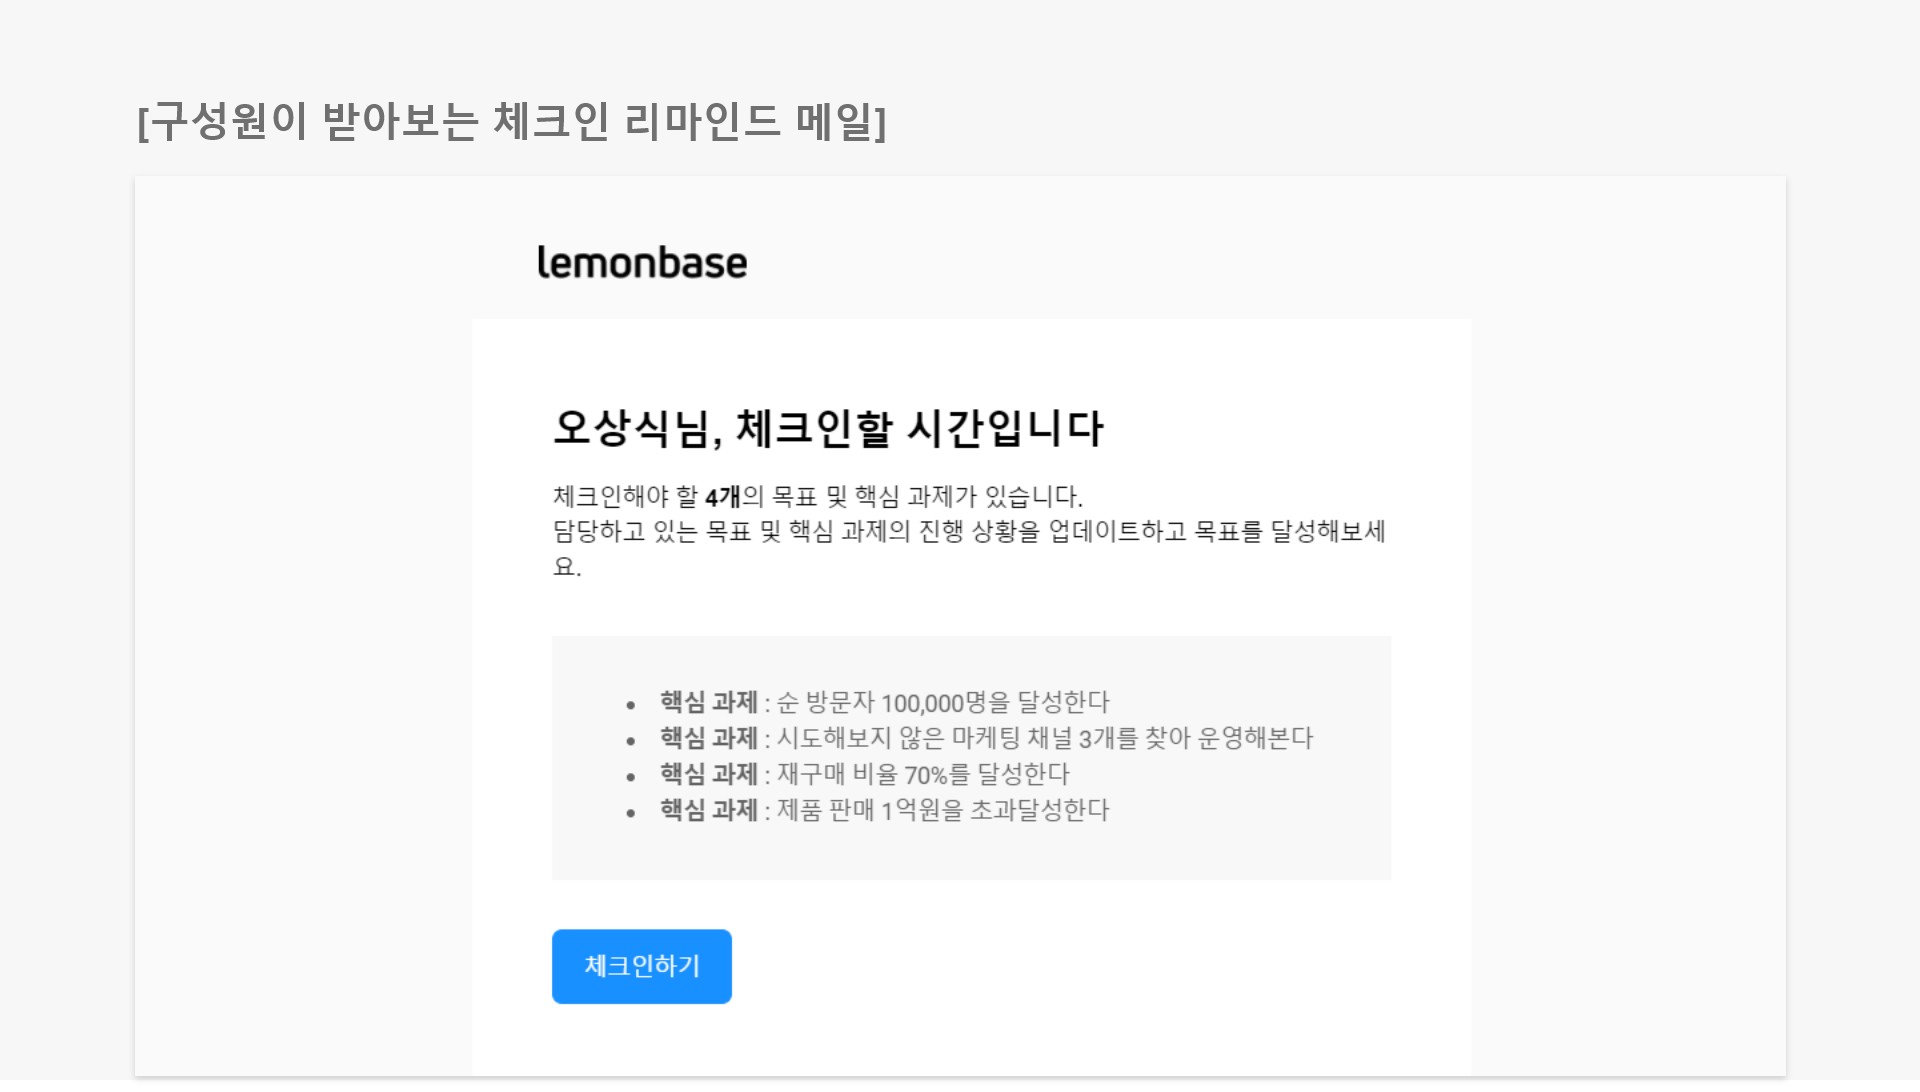 [구성원이 받아보는 체크인 리마인드 메일]
lemonbase
오상식님, 체크인할 시간입니다
체크인해야 할 4개의 목표 및 핵심 과제가 있습니다.
담당하고 있는 목표 및 핵심 과제의 진행 상황을 업데이트하고 목표를 달성해보세
요.
• 핵심 과제 : 순 방문자 100,000명을 달성한다
• 핵심 과제 : 시도해보지 않은 마케팅 채널 3개를 찾아 운영해본다
• 핵심 과제 : 재구매 비율 70%를 달성한다
• 핵심 과제 : 제품 판매 1억원을 초과달성한다
체크인하기